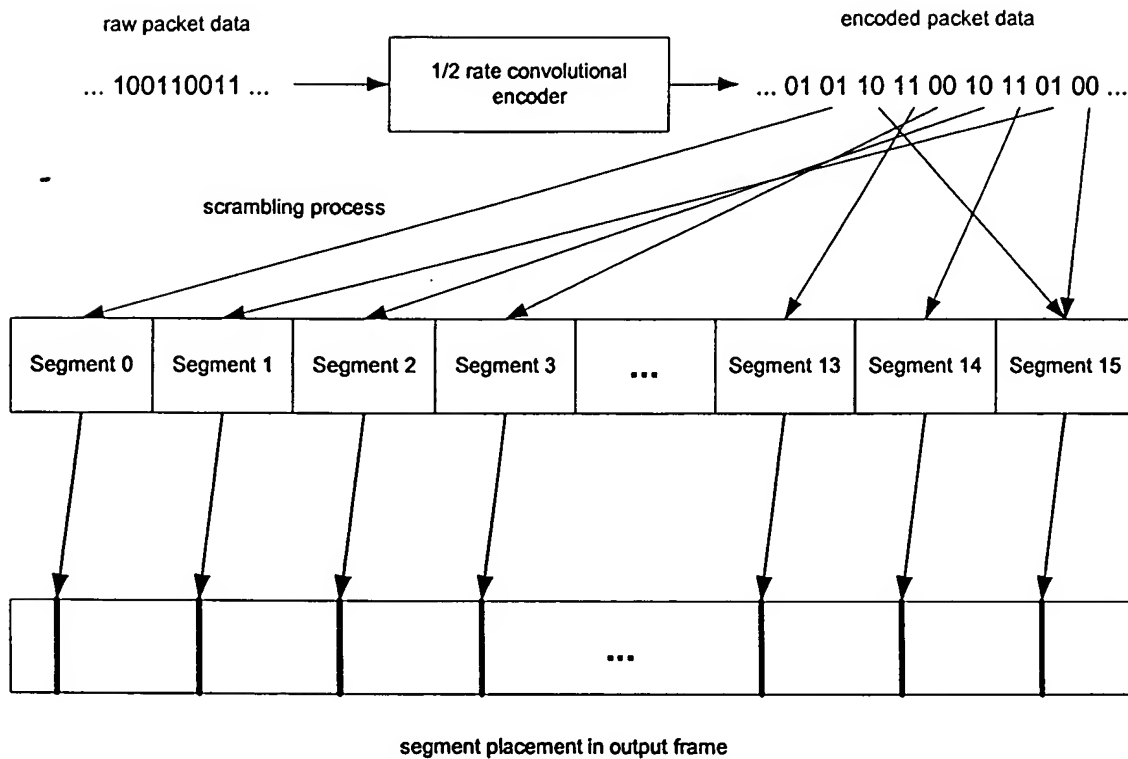 raw packet data
encoded packet data
... 100110011 ...
1/2 rate convolutional
encoder
... 01 01 10 11 00 10 11 01 00 ...
scrambling process
Segment 0
Segment 1
Segment 2
Segment 3
...
Segment 13
Segment 14
Segment 15
...
segment placement in output frame